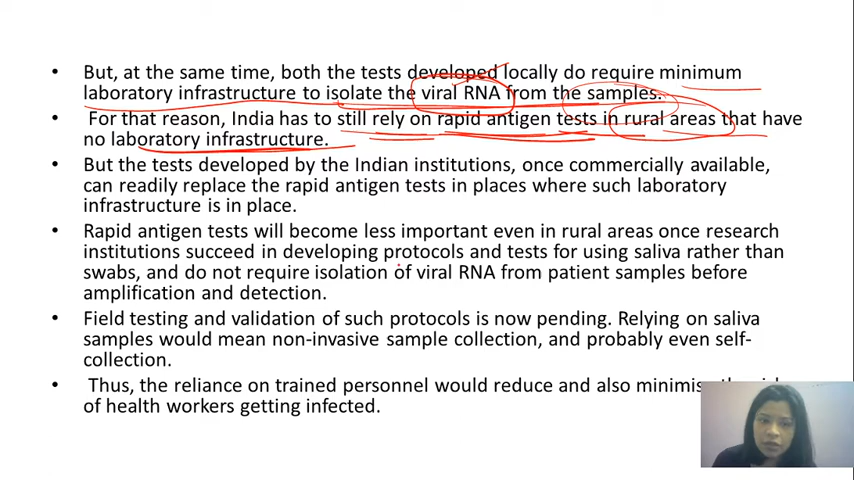 • But, at the same time, both the tests developed locally do require minimum
laboratory infrastructure to isolate the viral RNA from the samples.
• For that reason, India has to still rely on rapid antigen tests in rural areas that have
no laboratory infrastructure.
• But the tests developed by the Indian institutions, once commercially available,
can readily replace the rapid antigen tests in places where such laboratory
infrastructure is in place.
• Rapid antigen tests will become less important even in rural areas once research
institutions succeed in developing protocols and tests for using saliva rather than
swabs, and do not require isolation of viral RNA from patient samples before
amplification and detection.
• Field testing and validation of such protocols is now pending. Relying on saliva
samples would mean non-invasive sample collection, and probably even self-
collection.
• Thus, the reliance on trained personnel would reduce and also
of health workers getting infected.